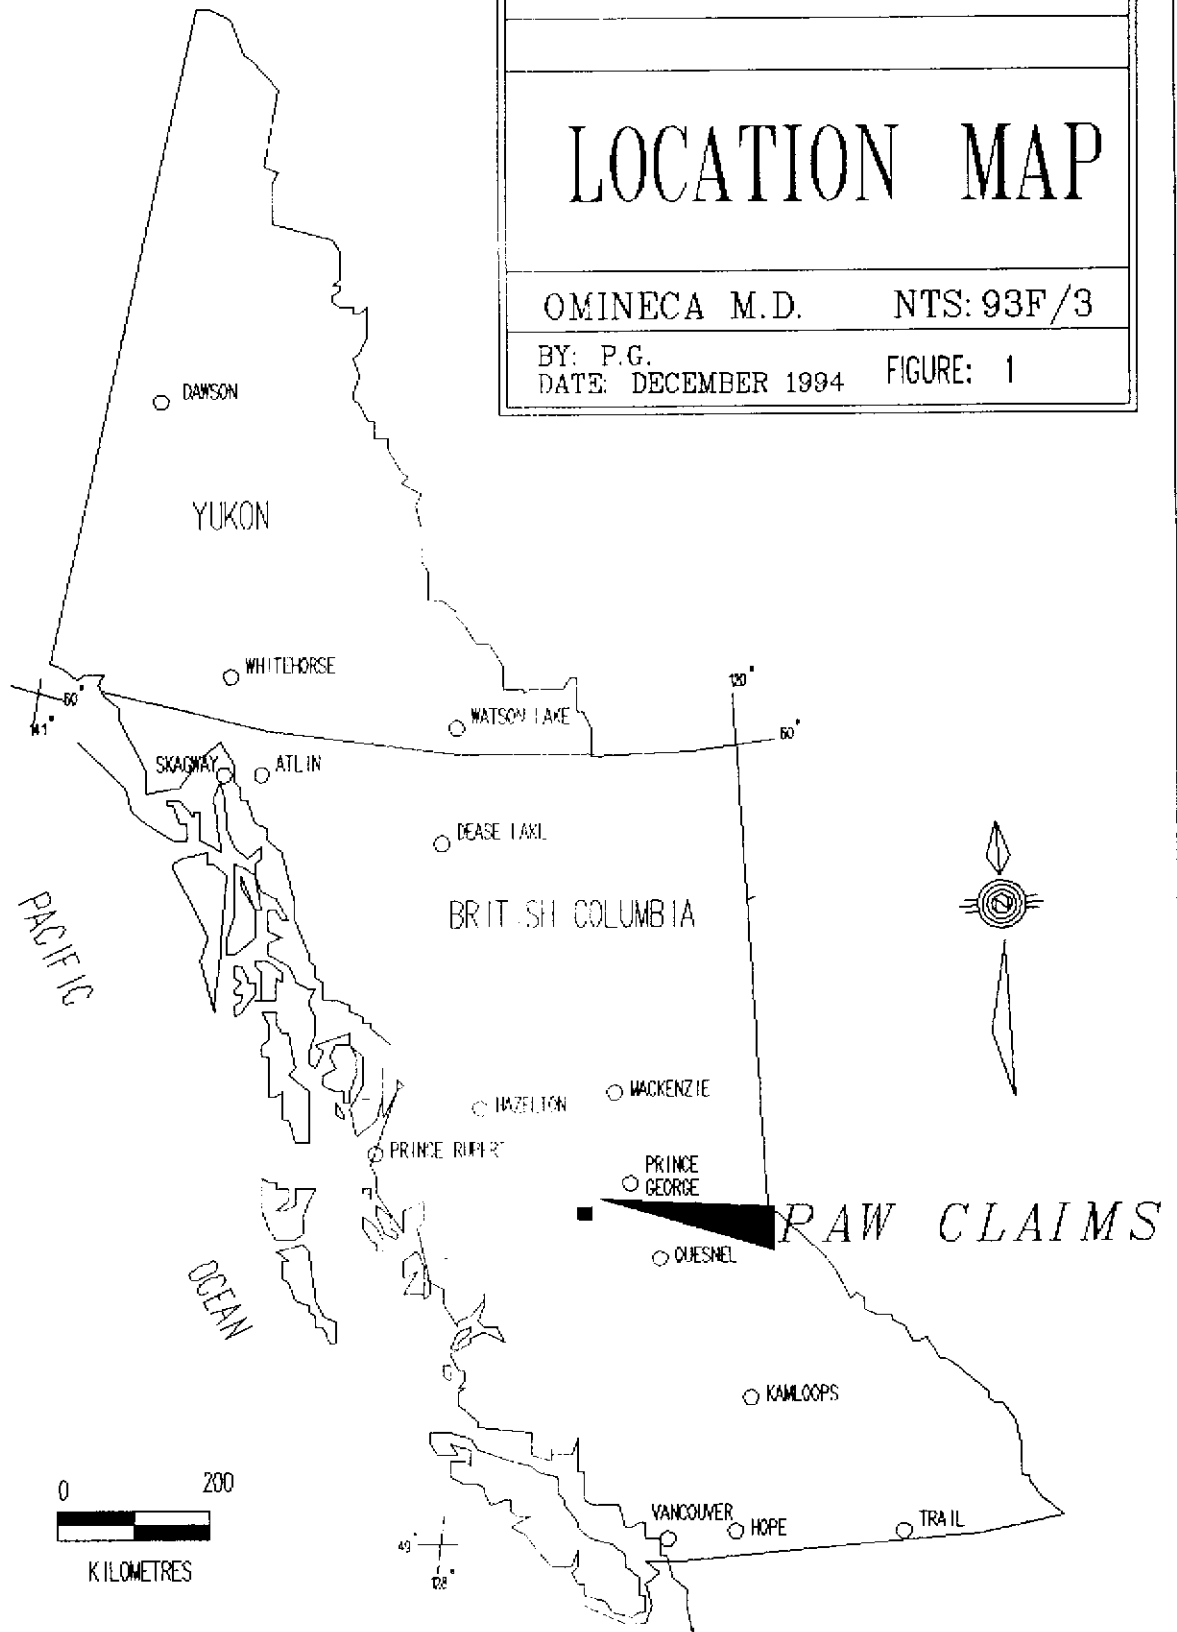 LOCATION MAP
OMINECA M.D. NTS: 93F/3
BY: P.G.
DATE: DECEMBER 1994 FIGURE: 1
DAWSON
YUKON
WHITEHORSE
60°
141°
WATSON LAKE
120°
60°
SKAGWAY
ATLIN
DEASE LAKE
BRITISH COLUMBIA
PACIFIC
N
HAZELTON
MACKENZIE
PRINCE RUPERT
PRINCE
GEORGE
PAW CLAIMS
QUESNEL
OCEAN
KAMLOOPS
0 200
KILOMETRES
VANCOUVER
HOPE
TRAIL
49°
128°